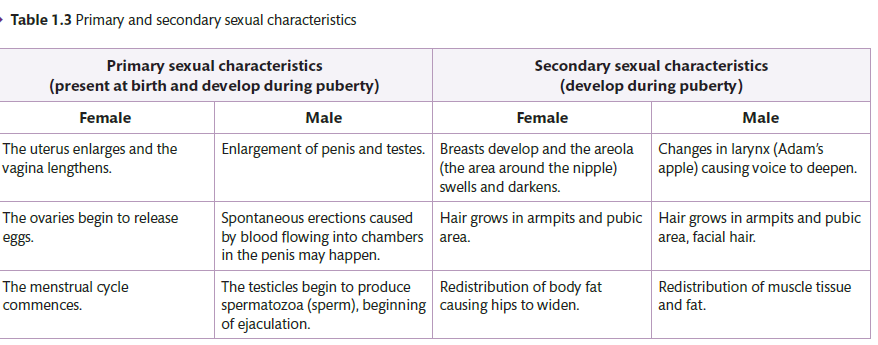 Table 1.3 Primary and secondary sexual characteristics
Primary sexual characteristics
(present at birth and develop during puberty)
Secondary sexual characteristics
(develop during puberty)
Female
Male
Female
Male
The uterus enlarges and the
vagina lengthens.
Enlargement of penis and testes.
Breasts develop and the areola
(the area around the nipple)
swells and darkens.
Changes in larynx (Adam's
apple) causing voice to deepen.
The ovaries begin to release
eggs.
Spontaneous erections caused
by blood flowing into chambers
in the penis may happen.
Hair grows in armpits and pubic
area.
Hair grows in armpits and pubic
area, facial hair.
The menstrual cycle
commences.
The testicles begin to produce
spermatozoa (sperm), beginning
of ejaculation.
Redistribution of body fat
causing hips to widen.
Redistribution of muscle tissue
and fat.